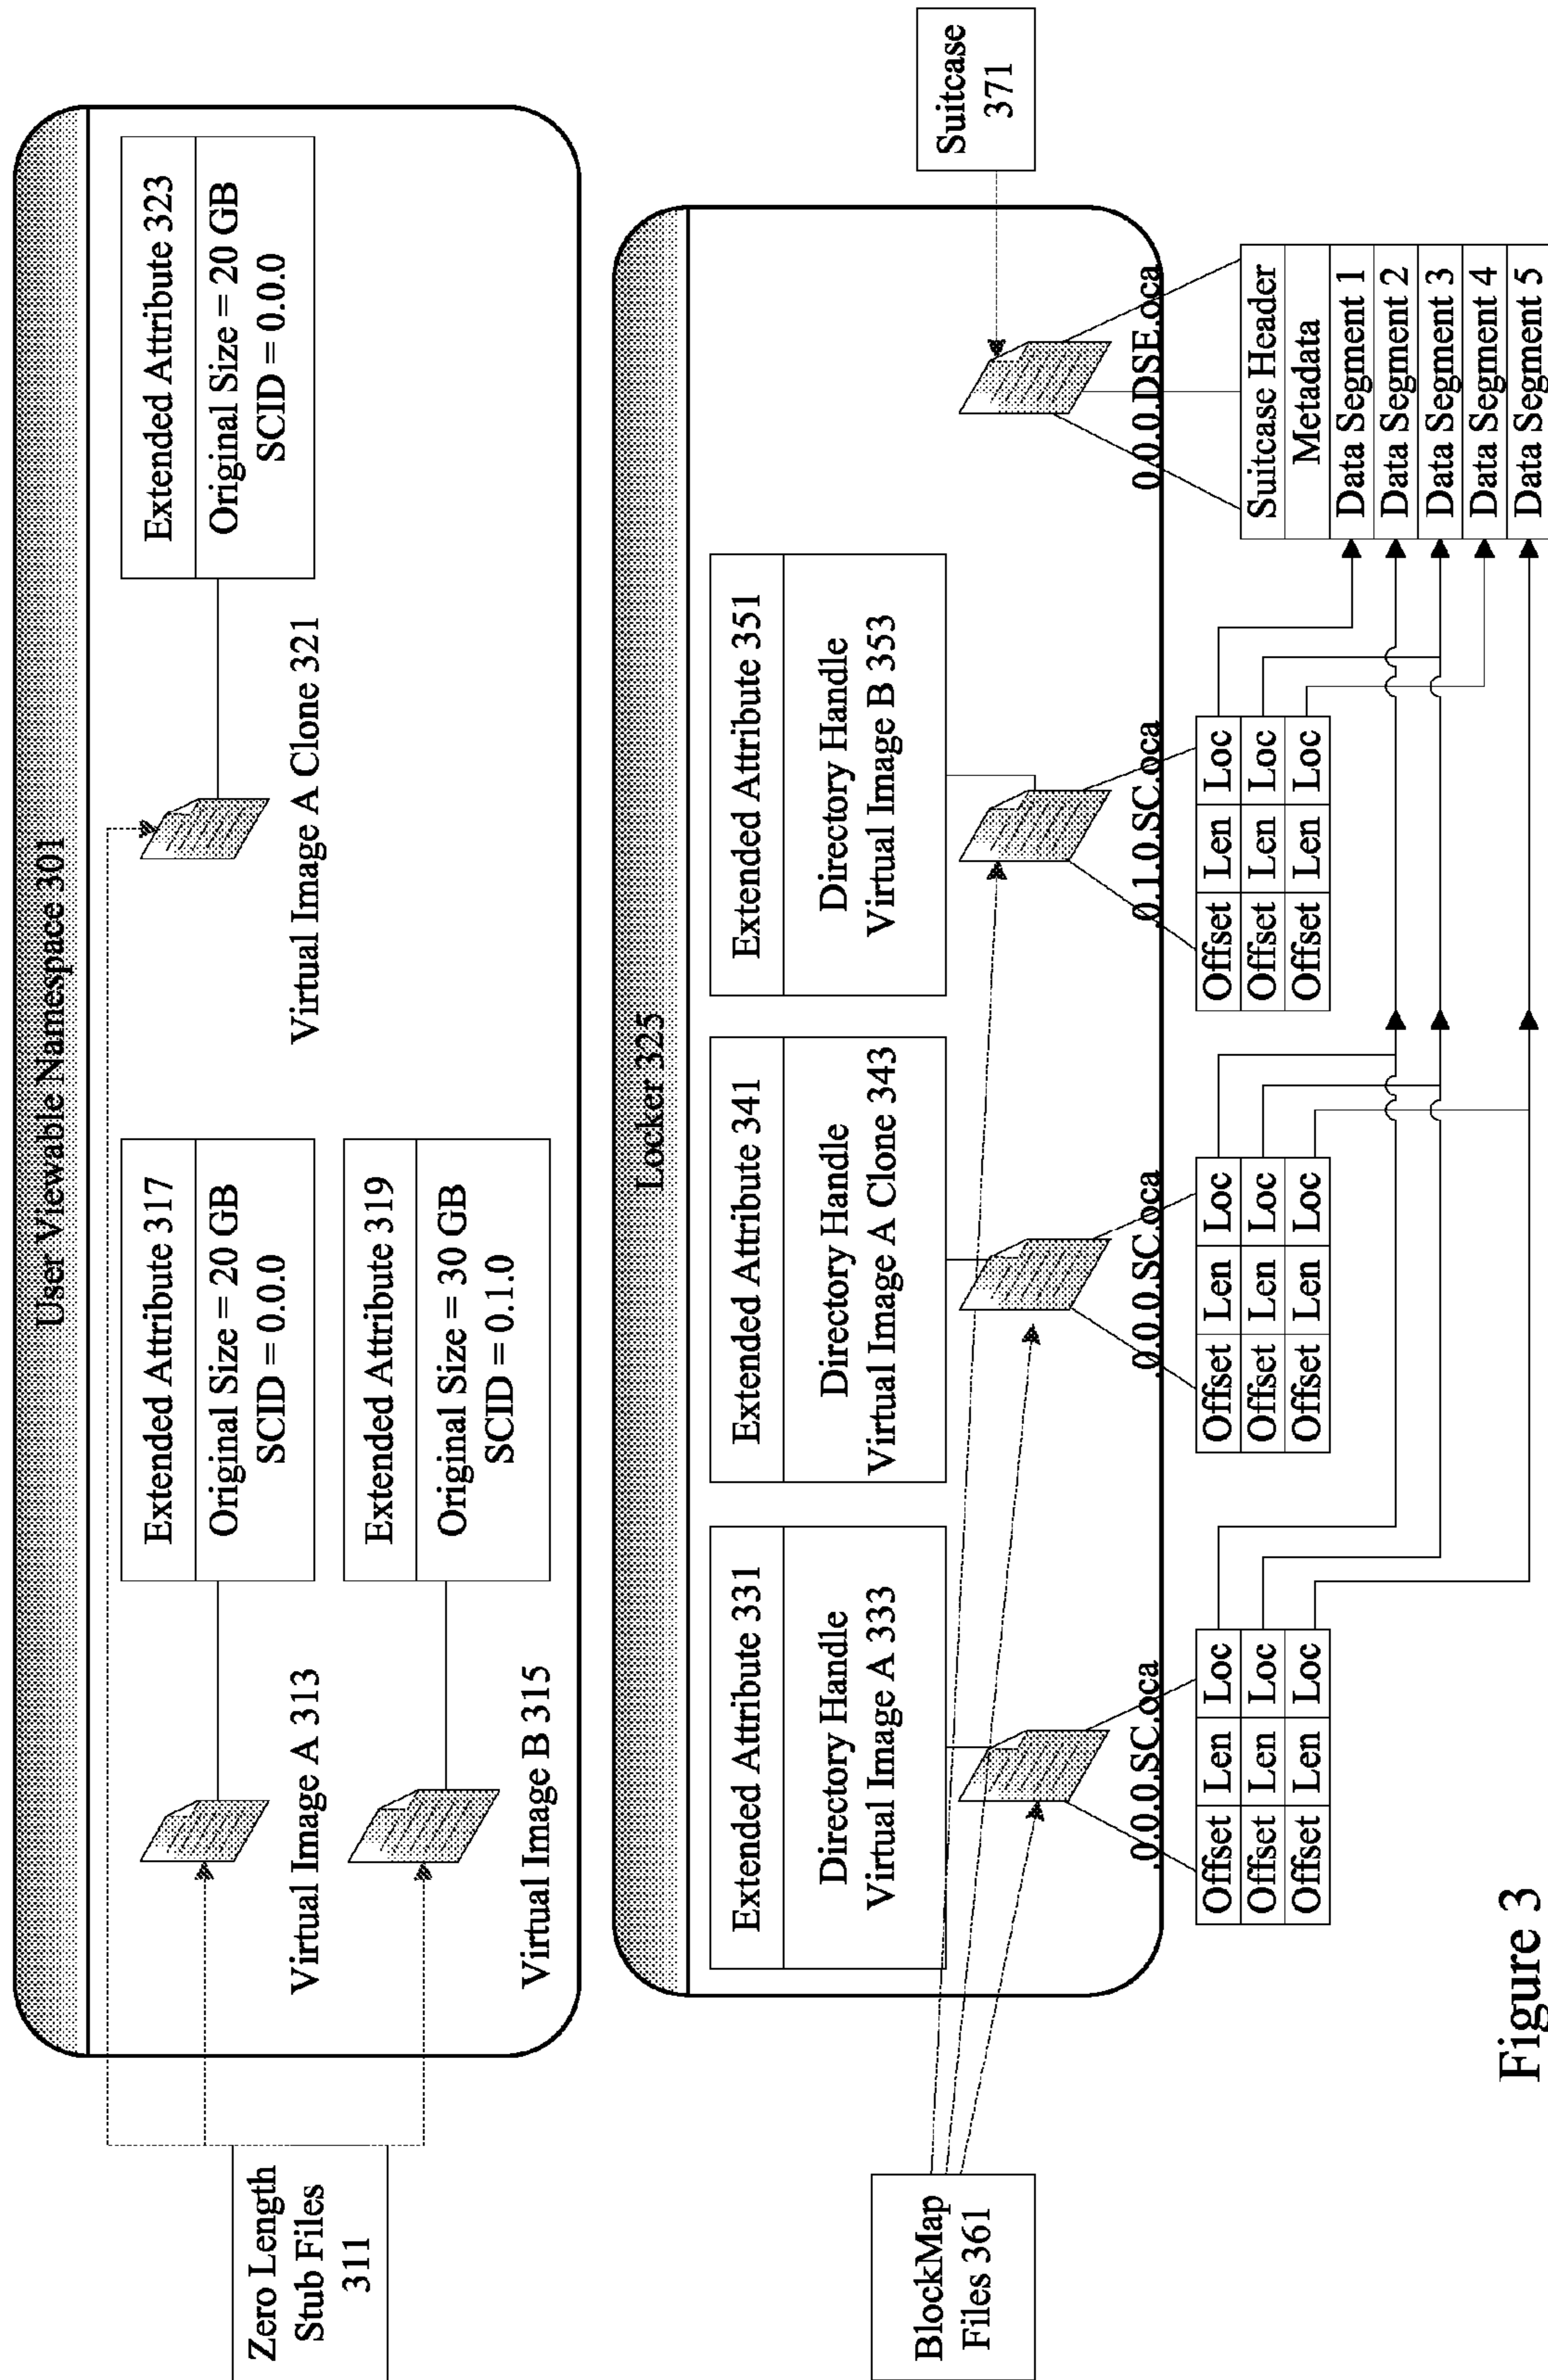 User Viewable Namespace 301
Zero Length
Stub Files
311
Virtual Image A 313
Extended Attribute 317
Original Size = 20 GB
SCID = 0.0.0
Virtual Image B 315
Extended Attribute 319
Original Size = 30 GB
SCID = 0.1.0
Virtual Image A Clone 321
Extended Attribute 323
Original Size = 20 GB
SCID = 0.0.0
Locker 325
Extended Attribute 331
Directory Handle
Virtual Image A 333
.0.0.0.SC.oca
Extended Attribute 341
Directory Handle
Virtual Image A Clone 343
.0.0.0.SC.oca
Extended Attribute 351
Directory Handle
Virtual Image B 353
.0.1.0.SC.oca
0.0.0.DSE.oca
BlockMap
Files 361
Suitcase
371
Offset Len Loc
Offset Len Loc
Offset Len Loc
Offset Len Loc
Offset Len Loc
Offset Len Loc
Offset Len Loc
Offset Len Loc
Offset Len Loc
Suitcase Header
Metadata
Data Segment 1
Data Segment 2
Data Segment 3
Data Segment 4
Data Segment 5
Figure 3